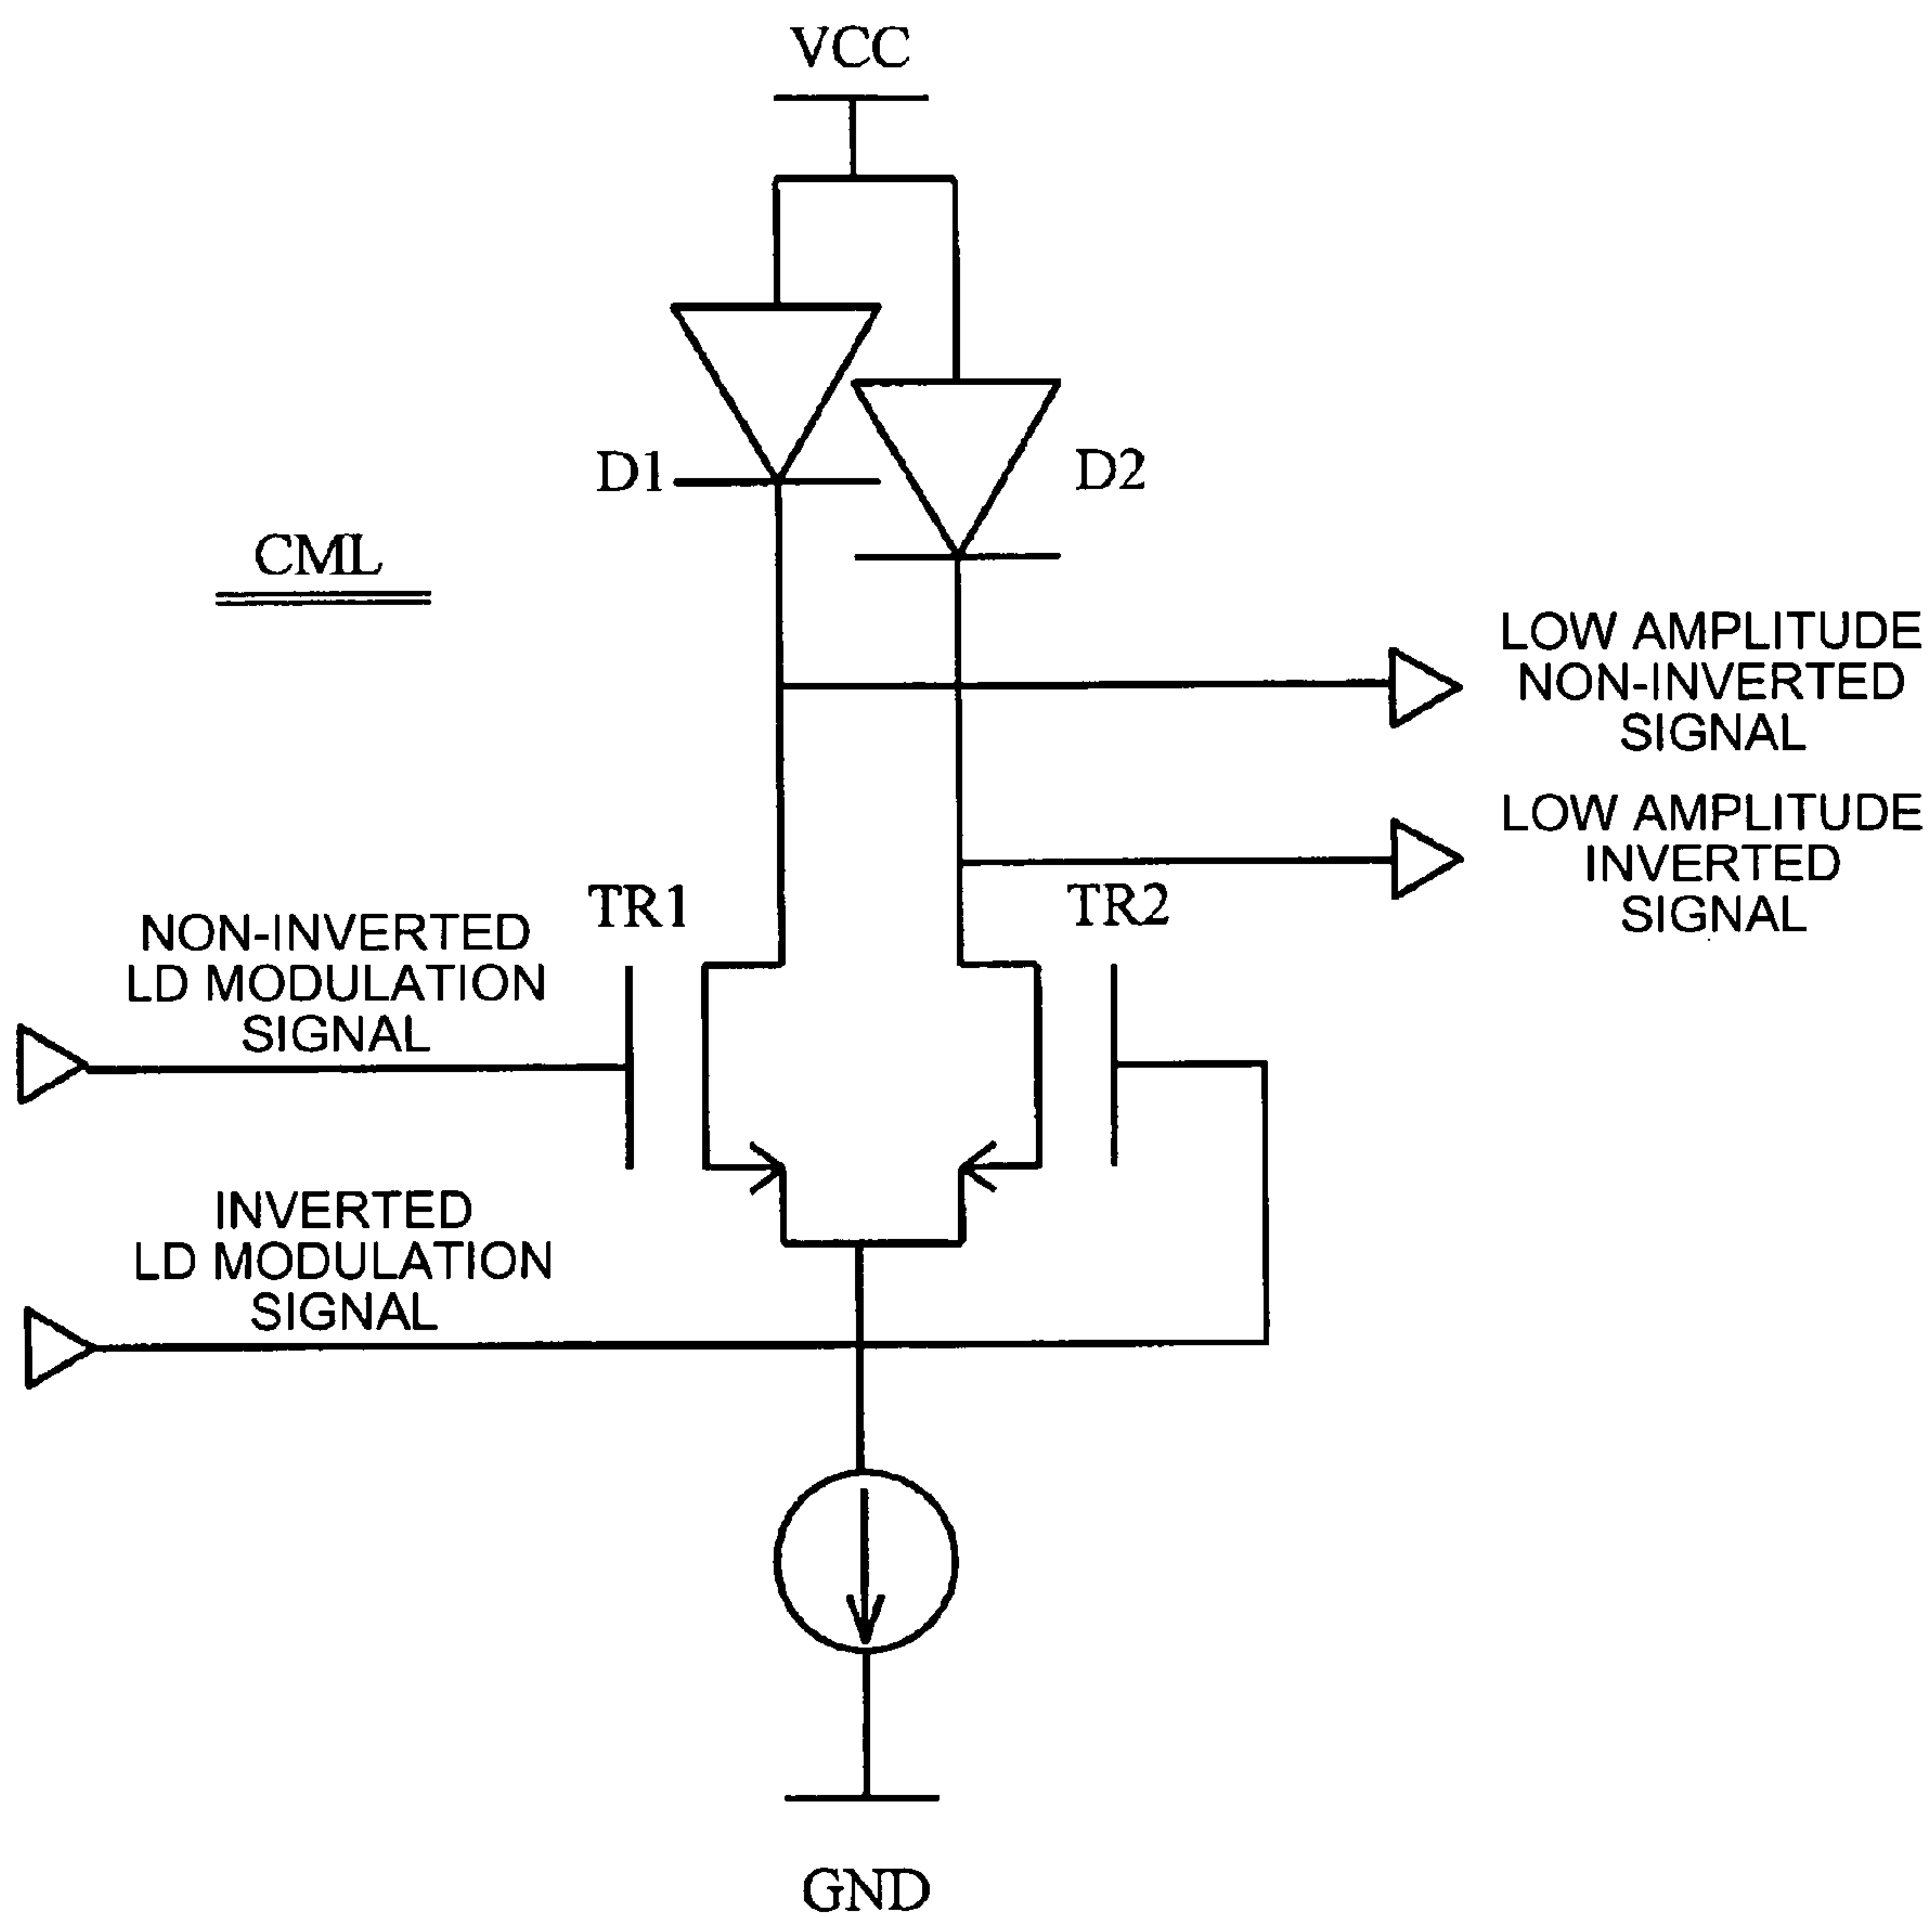 VCC
D1
D2
CML
LOW AMPLITUDE
NON-INVERTED
SIGNAL
LOW AMPLITUDE
INVERTED
SIGNAL
TR1
TR2
NON-INVERTED
LD MODULATION
SIGNAL
INVERTED
LD MODULATION
SIGNAL
GND